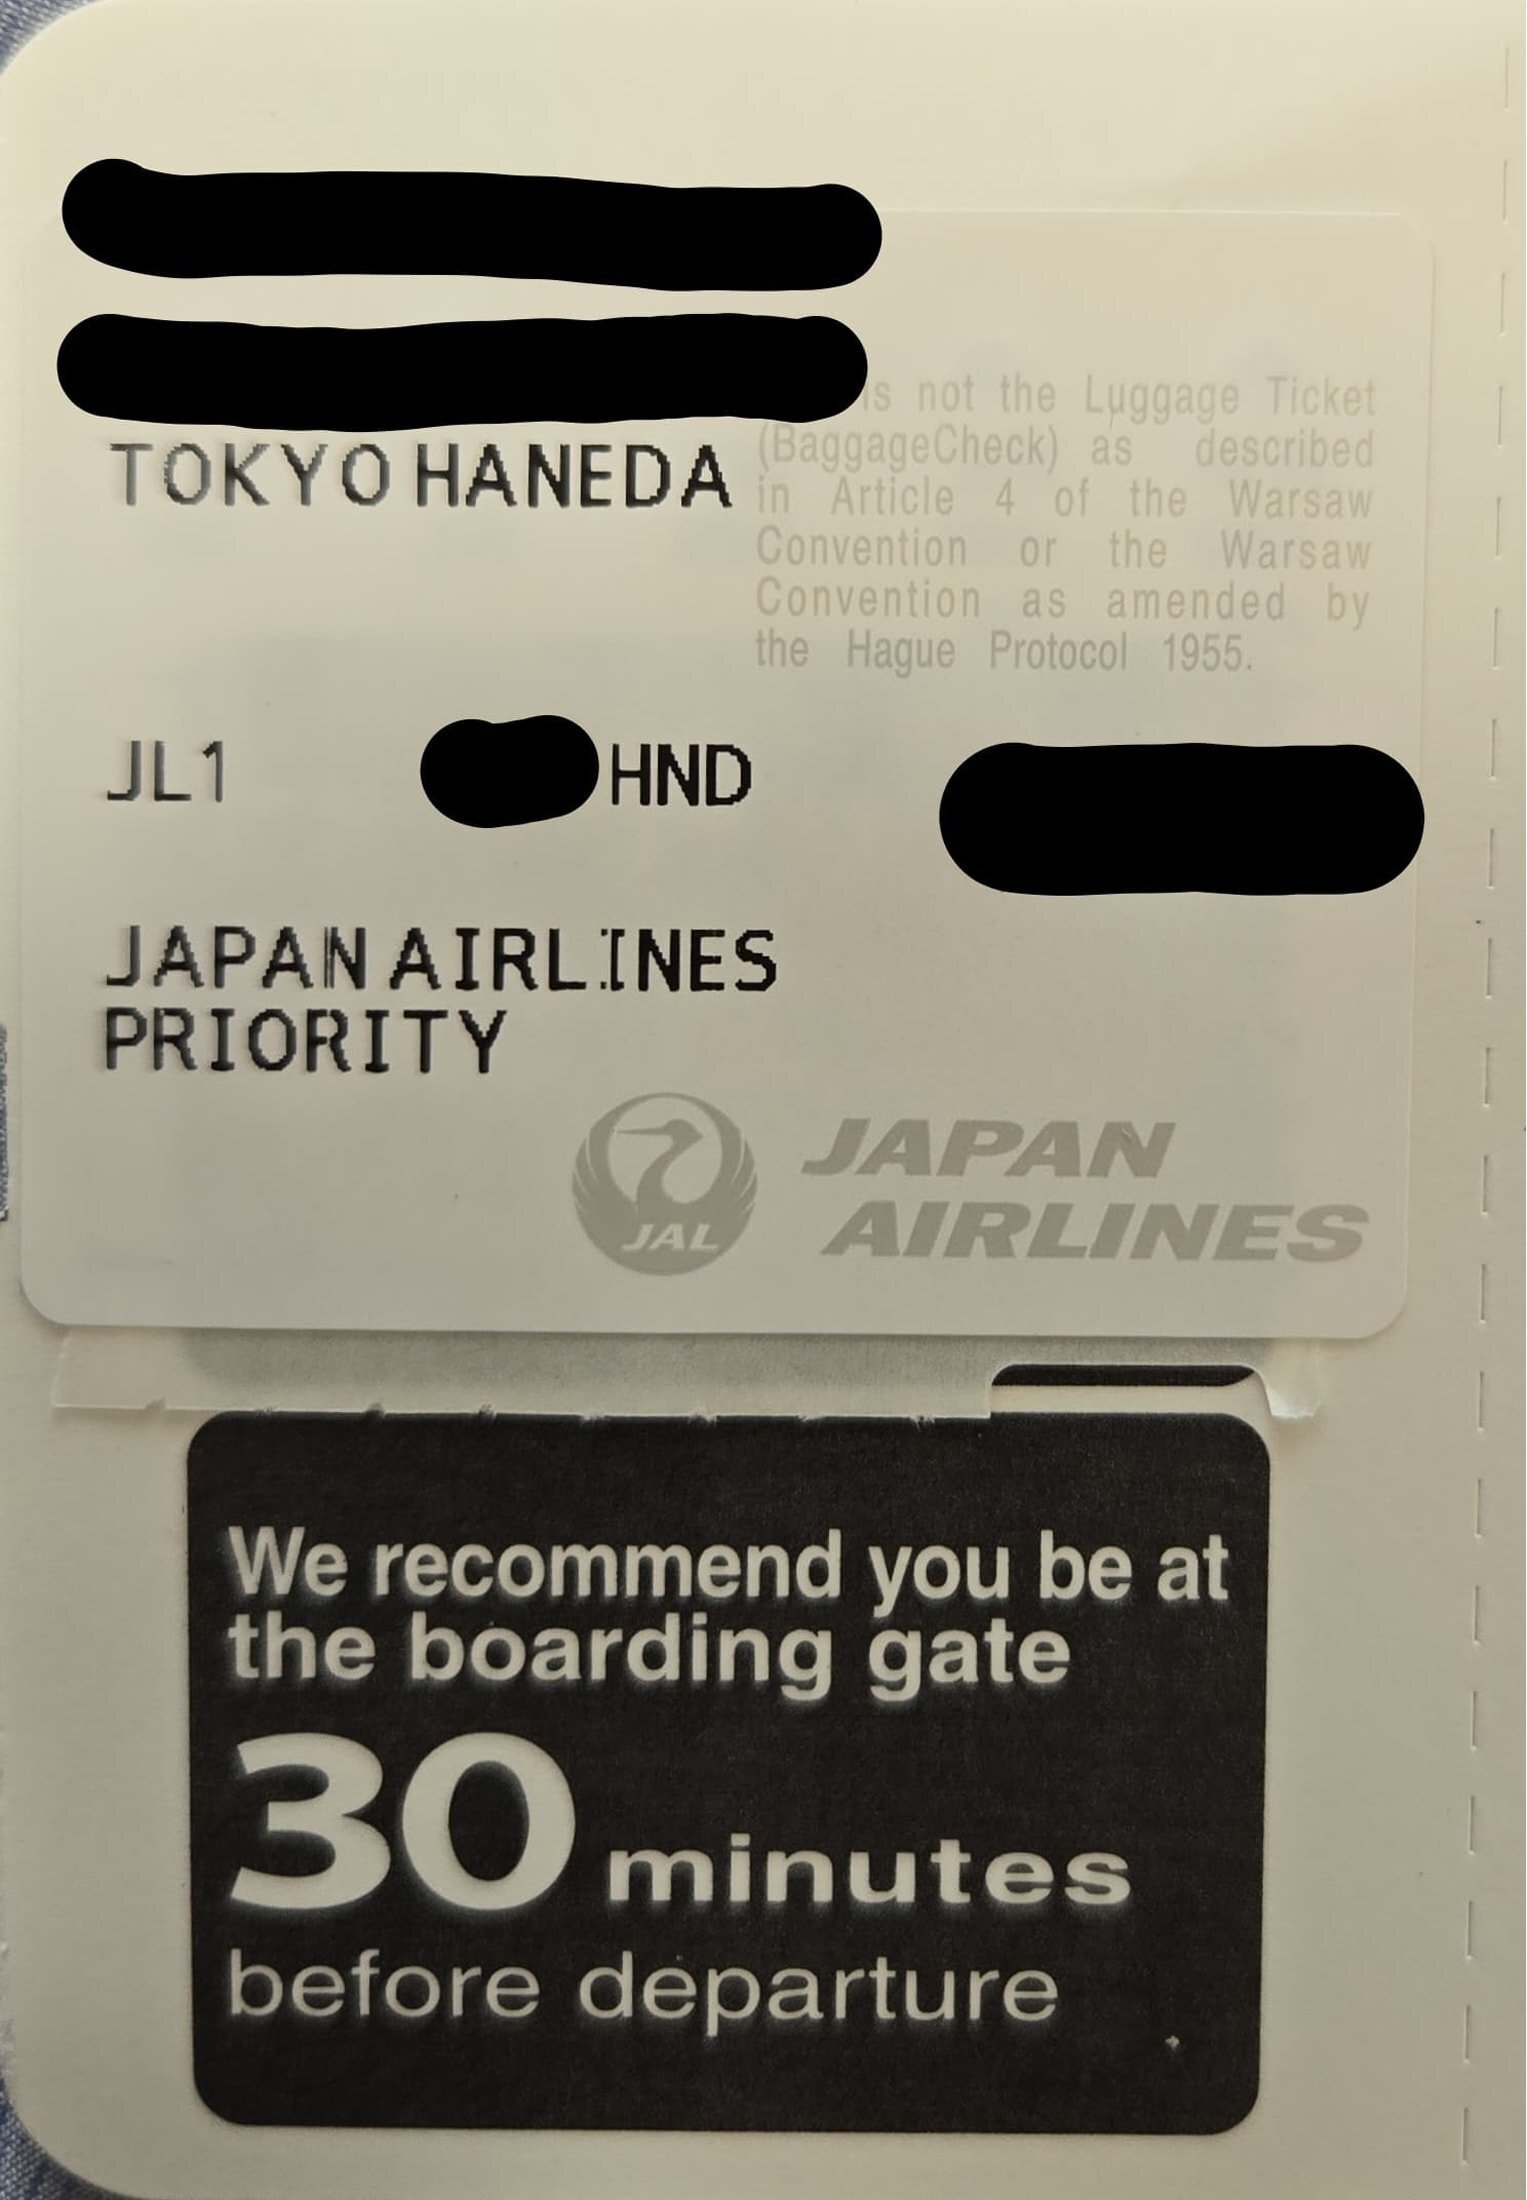 TOKYO HANEDA
is not the Luggage Ticket
(BaggageCheck) as described
in Article 4 of the Warsaw
Convention or the Warsaw
Convention as amended by
the Hague Protocol 1955.
JL1 HND
JAPAN AIRLINES
PRIORITY
JAL
JAPAN
AIRLINES
We recommend you be at
the boarding gate
30 minutes
before departure